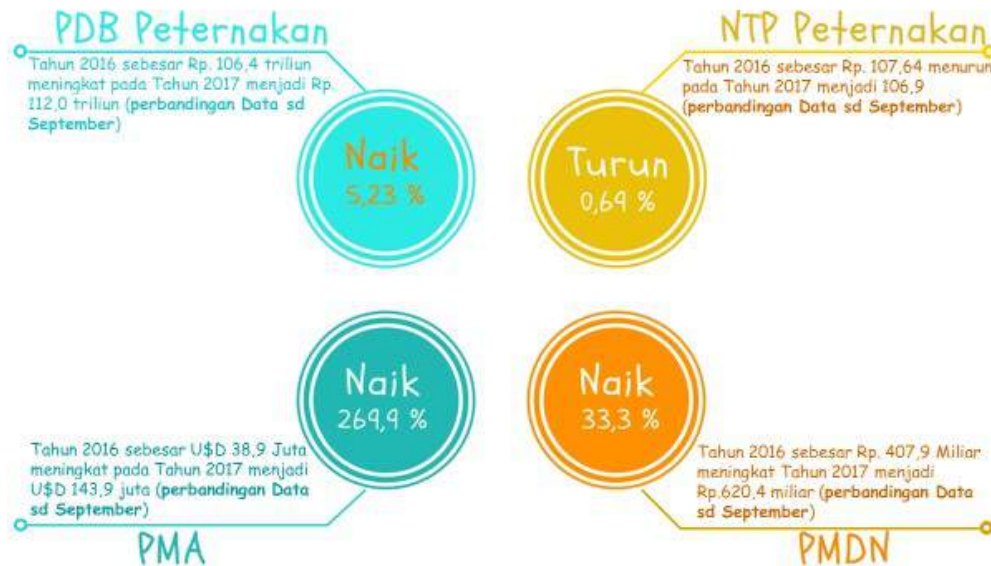 PDB Peternakan
Tahun 2016 sebesar Rp. 106,4 triliun
meningkat pada Tahun 2017 menjadi Rp.
112,0 triliun (perbandingan Data sd
September)
Naik
5,23 %
NTP Peternakan
Tahun 2016 sebesar Rp. 107,64 menurun
pada Tahun 2017 menjadi 106,9
(perbandingan Data sd September)
Turun
0,69 %
Naik
269,9 %
Tahun 2016 sebesar U$D 38,9 Juta
meningkat pada Tahun 2017 menjadi
U$D 143,9 juta (perbandingan Data
sd September)
PMA
Naik
33,3 %
Tahun 2016 sebesar Rp. 407,9 Miliar
meningkat Tahun 2017 menjadi
Rp.620,4 miliar (perbandingan Data
sd September)
PMDN